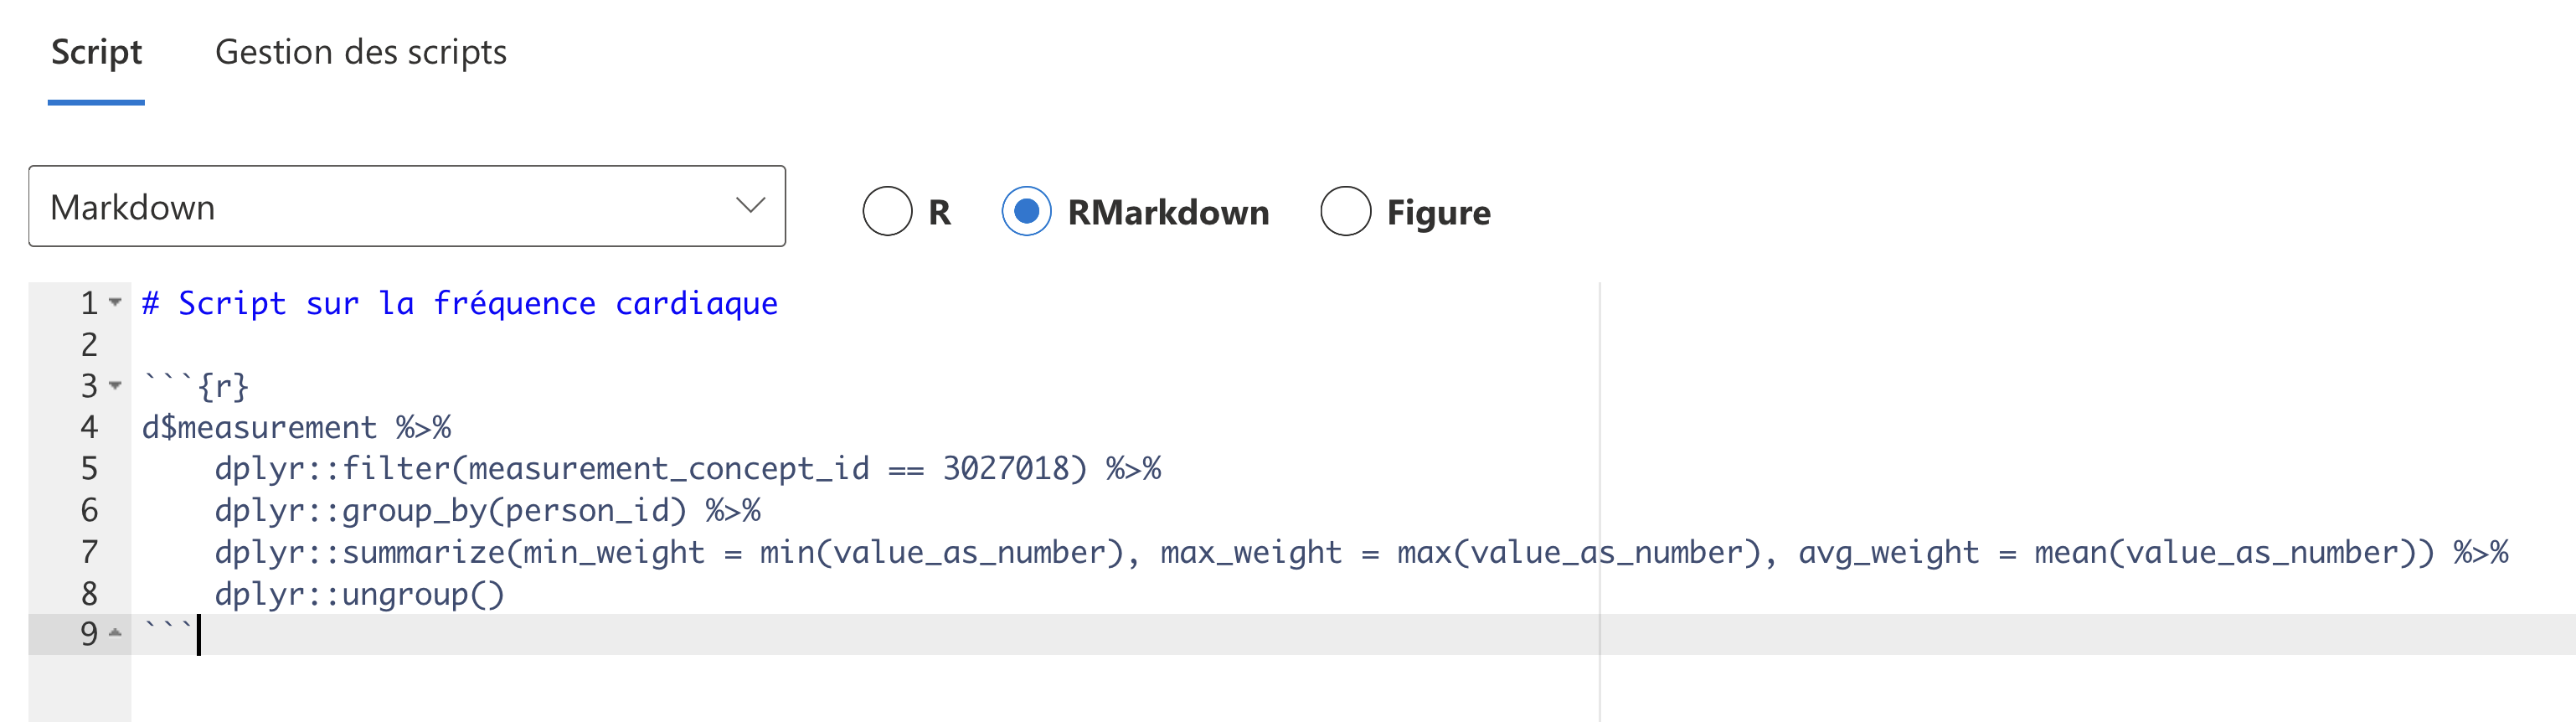 Script Gestion des scripts
Markdown R RMarkdown Figure
1 # Script sur la fréquence cardiaque
2
3 ```{r}
4 d$measurement %>%
5     dplyr::filter(measurement_concept_id == 3027018) %>%
6     dplyr::group_by(person_id) %>%
7     dplyr::summarize(min_weight = min(value_as_number), max_weight = max(value_as_number), avg_weight = mean(value_as_number)) %>%
8     dplyr::ungroup()
9 ```